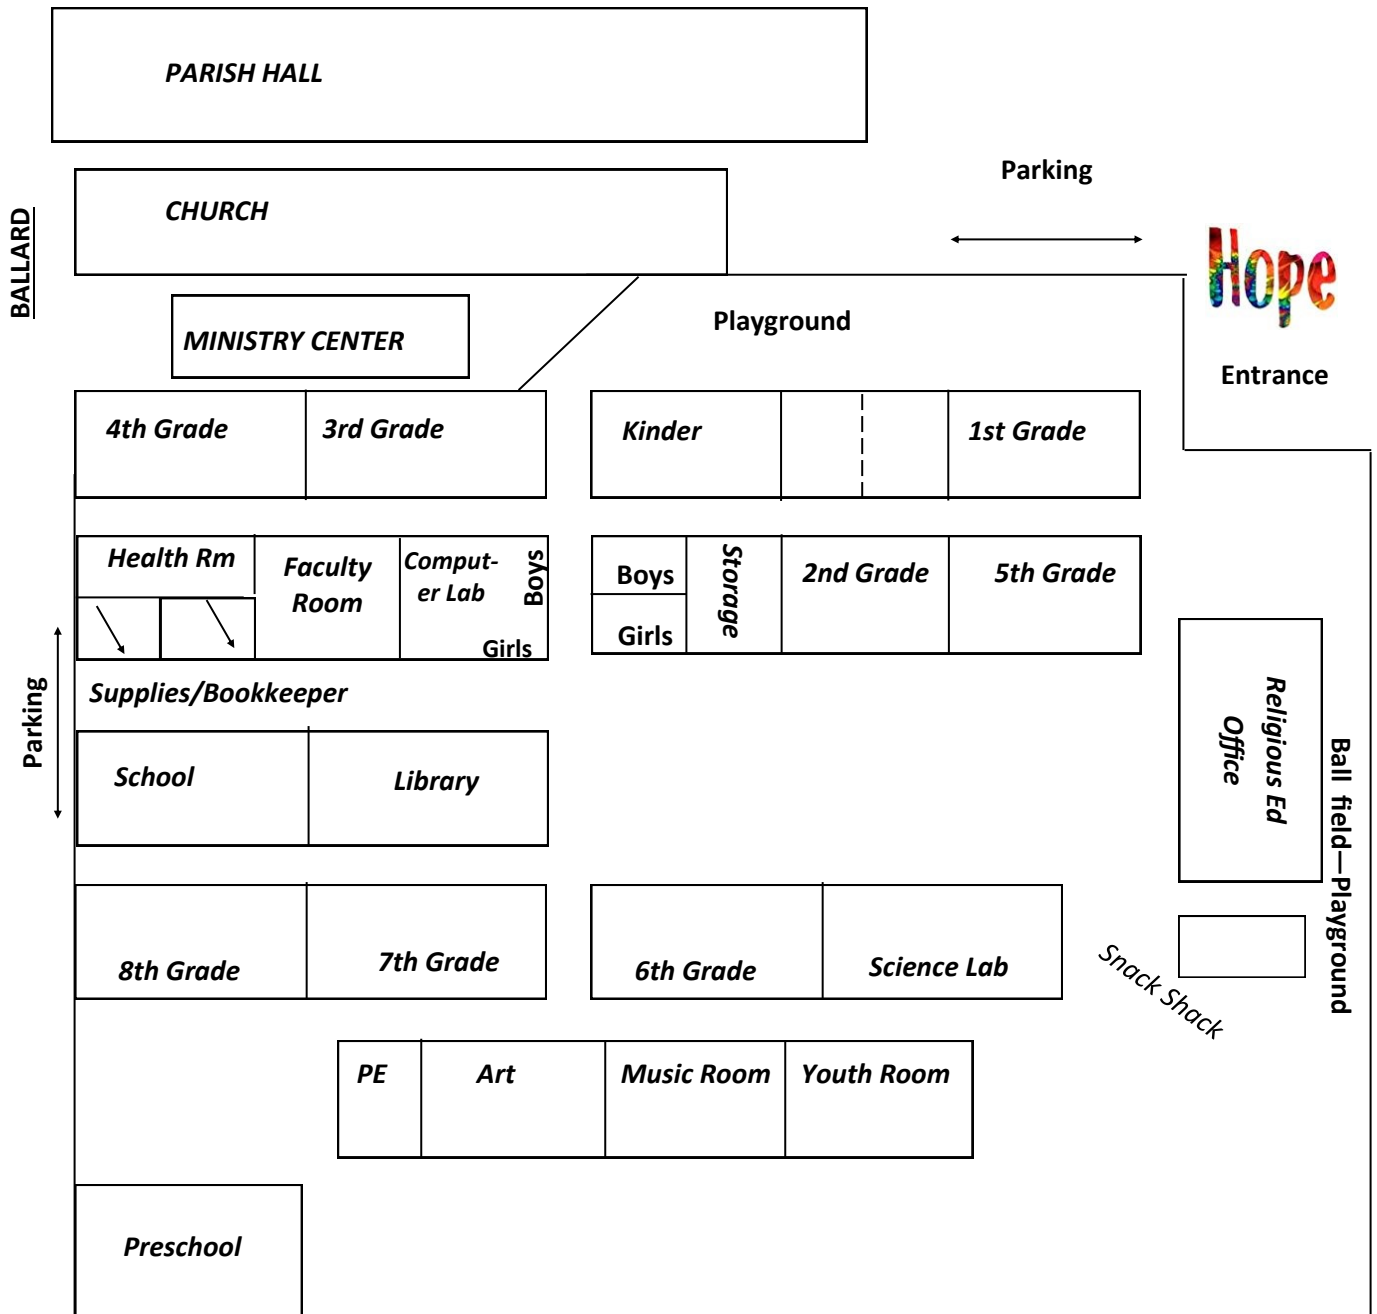 PARISH HALL
Parking
CHURCH
BALLARD
Hope
MINISTRY CENTER
Playground
Entrance
4th Grade
3rd Grade
Kinder
1st Grade
Health Rm
Faculty
Room
Comput-
er Lab
Boys
Girls
Boys
Girls
Storage
2nd Grade
5th Grade
Parking
Supplies/Bookkeeper
Religious Ed
Office
School
Library
Ball field—Playground
8th Grade
7th Grade
6th Grade
Science Lab
Snack Shack
PE
Art
Music Room
Youth Room
Preschool